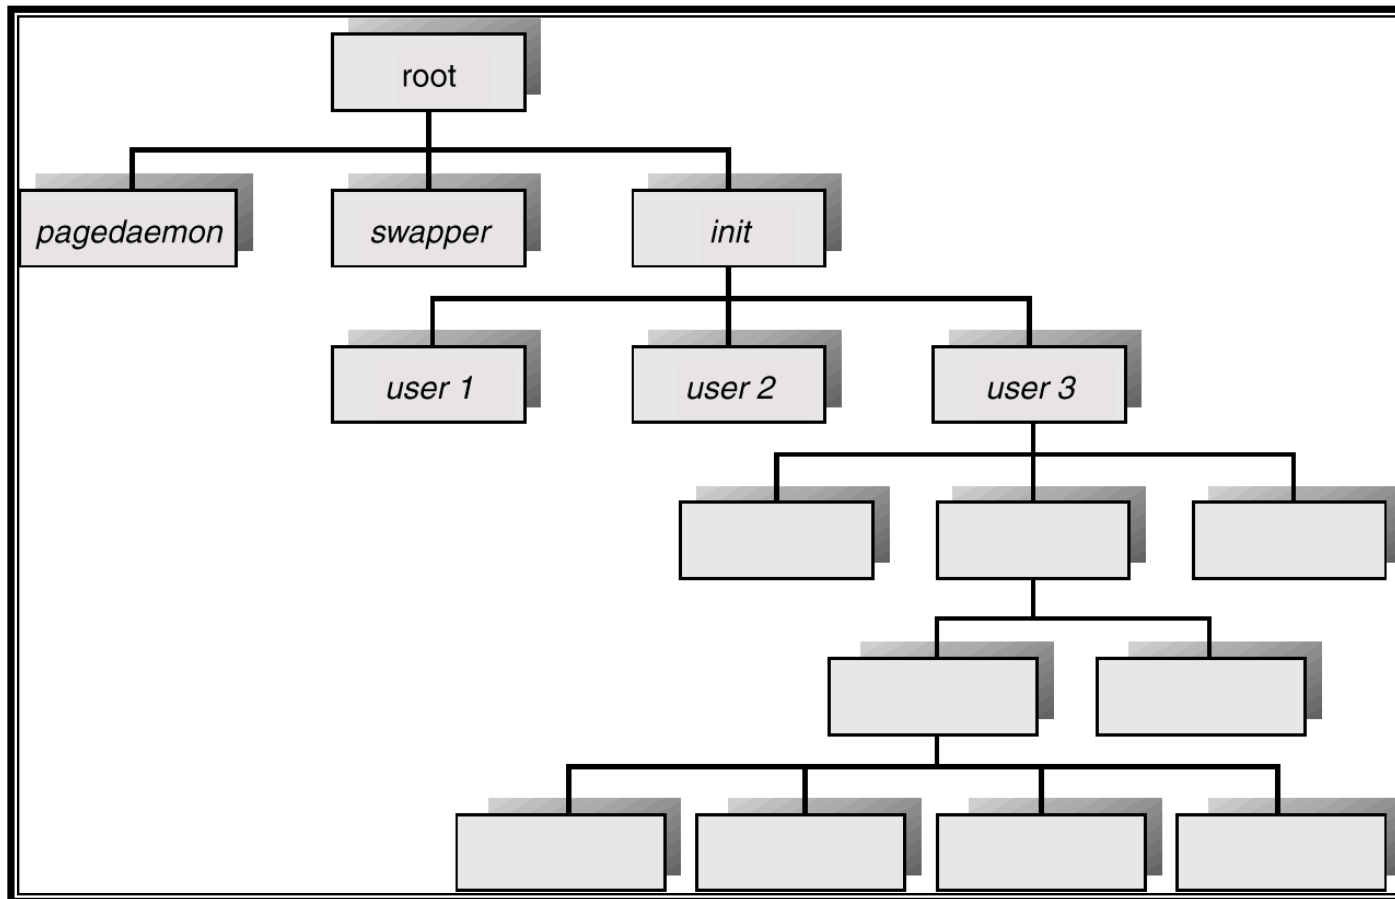 root
pagedaemon
swapper
init
user 1
user 2
user 3